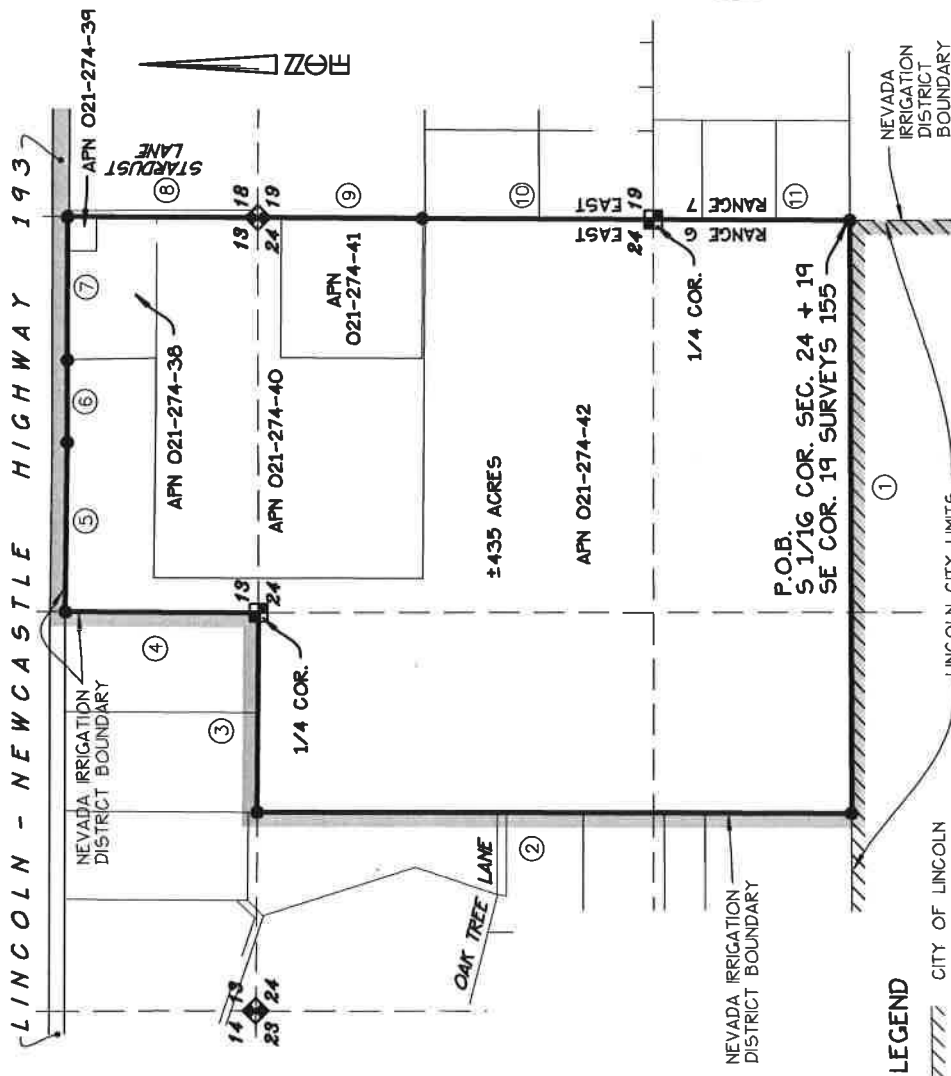 LINCOLN - NEWCASTLE HIGHWAY 193
APN 021-274-39
NORTH
STARDUST
LANE
NEVADA IRRIGATION
DISTRICT BOUNDARY
5
6
7
8
APN 021-274-38
4
3
13
24
1/4 COR.
13
18
24
19
APN 021-274-40
APN
021-274-41
9
14
13
23
24
OAK TREE LANE
2
±435 ACRES
APN 021-274-42
10
EAST
EAST
24
19
RANGE 6
RANGE 7
1/4 COR.
11
P.O.B.
S 1/16 COR. SEC. 24 + 19
SE COR. 19 SURVEYS 155
NEVADA IRRIGATION
DISTRICT BOUNDARY
1
NEVADA
IRRIGATION
DISTRICT
BOUNDARY
LINCOLN CITY LIMITS
LEGEND
CITY OF LINCOLN